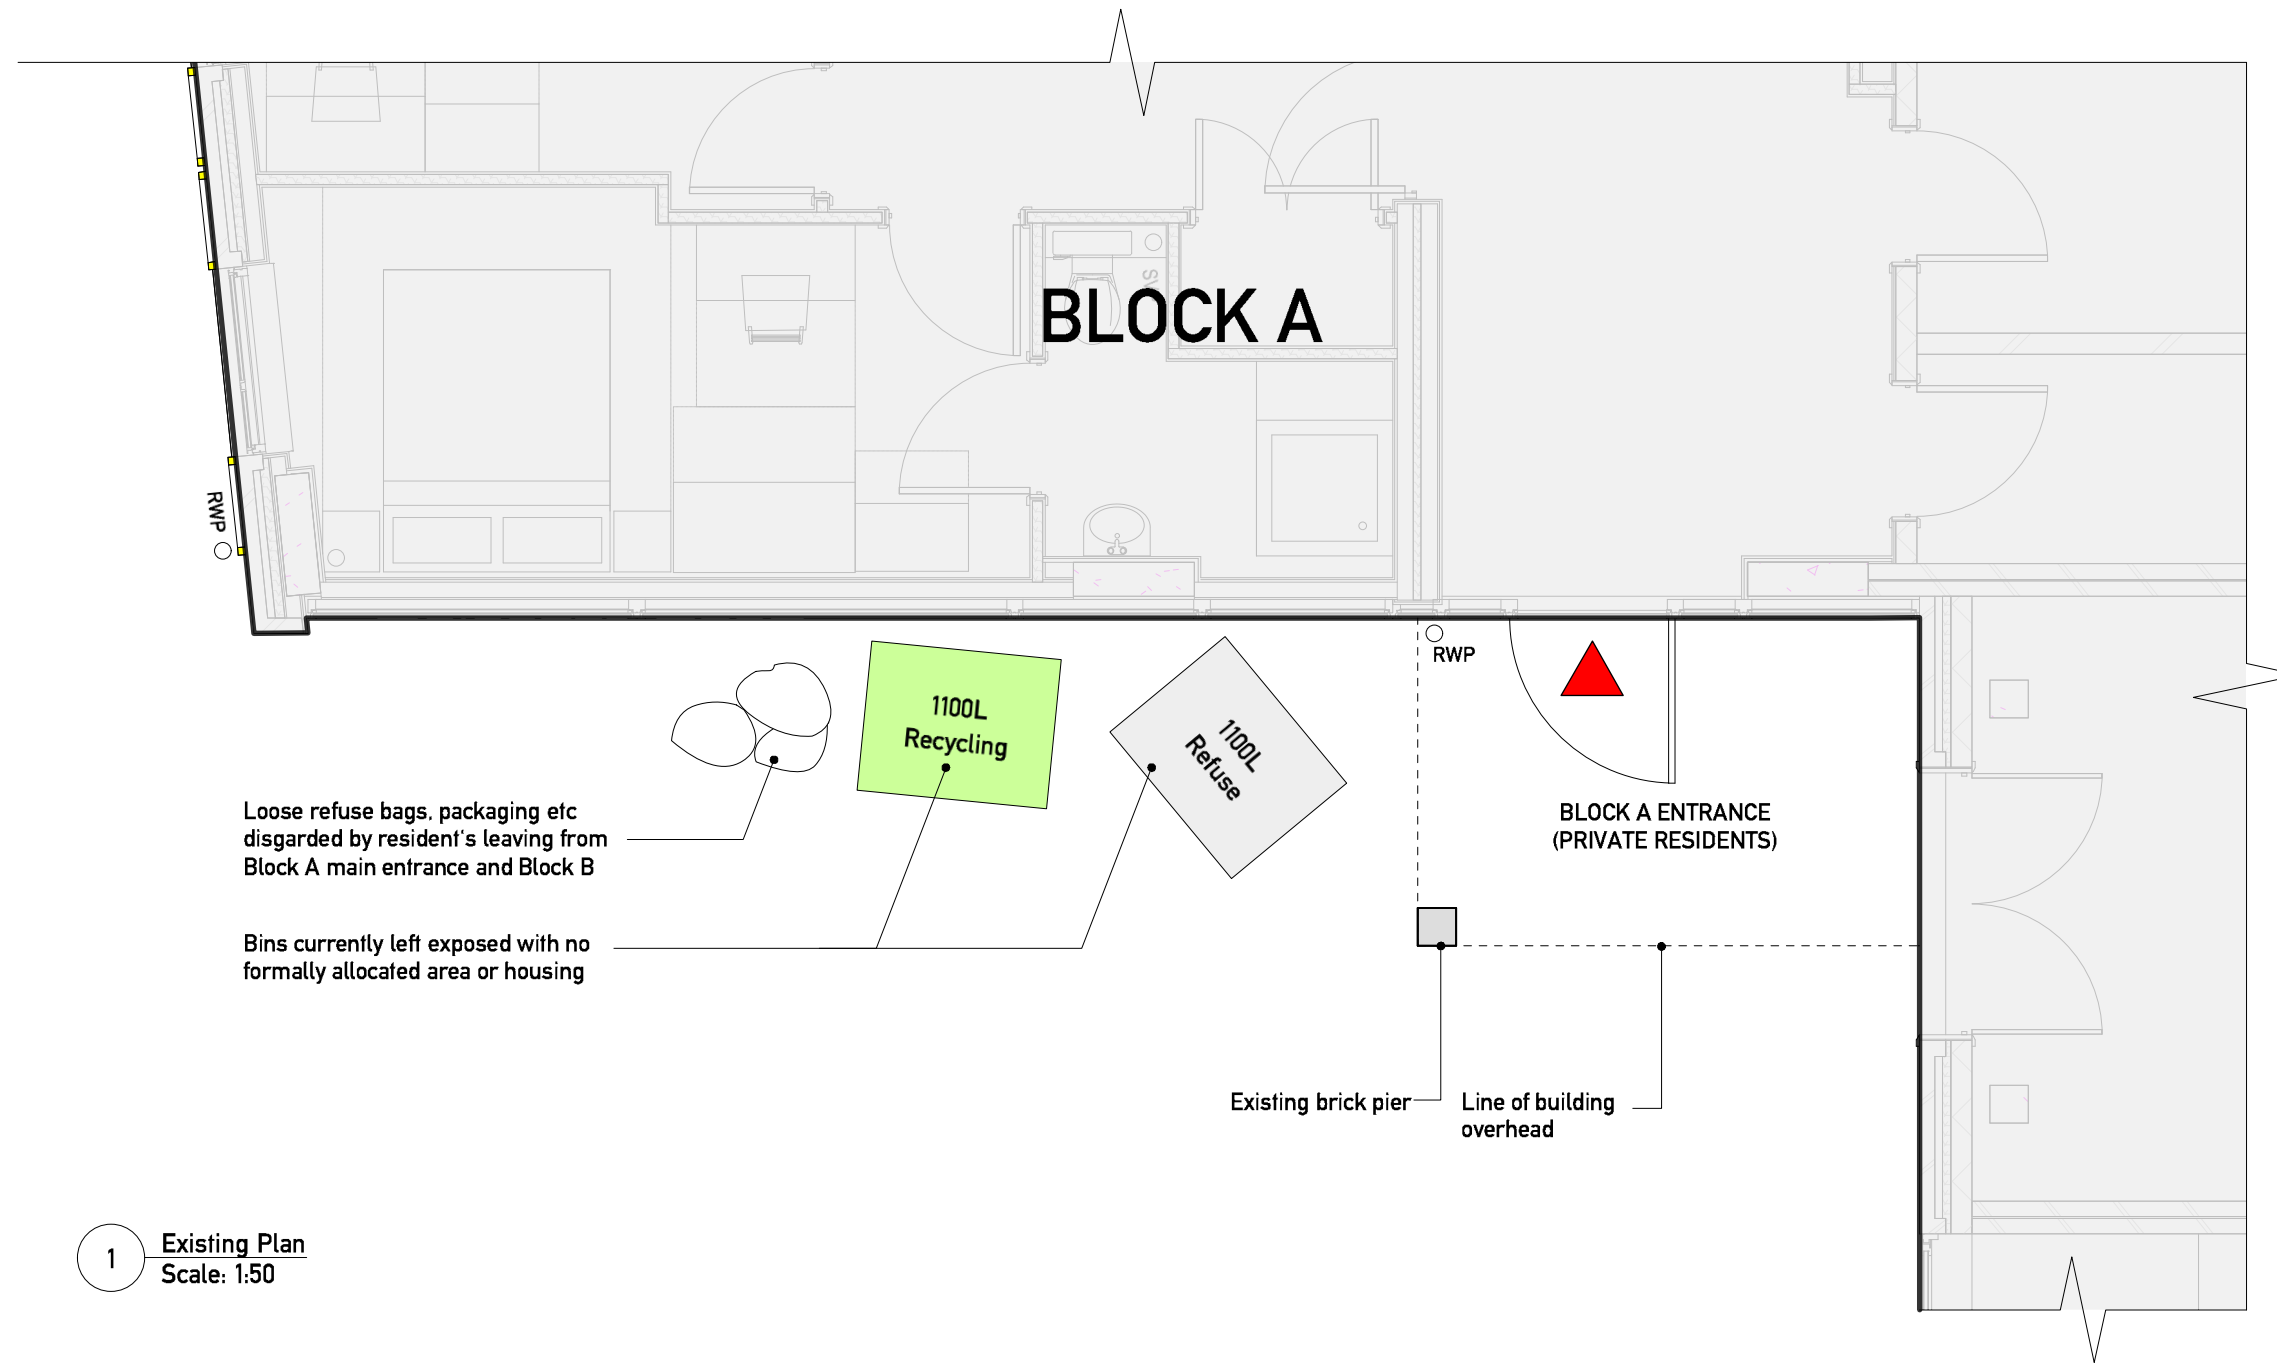 BLOCK A
SVS
RWP
RWP
1100L
Recycling
1100L
Refuse
Loose refuse bags, packaging etc
disgarded by resident's leaving from
Block A main entrance and Block B
BLOCK A ENTRANCE
(PRIVATE RESIDENTS)
Bins currently left exposed with no
formally allocated area or housing
Existing brick pier
Line of building
overhead
1
Existing Plan
Scale: 1:50